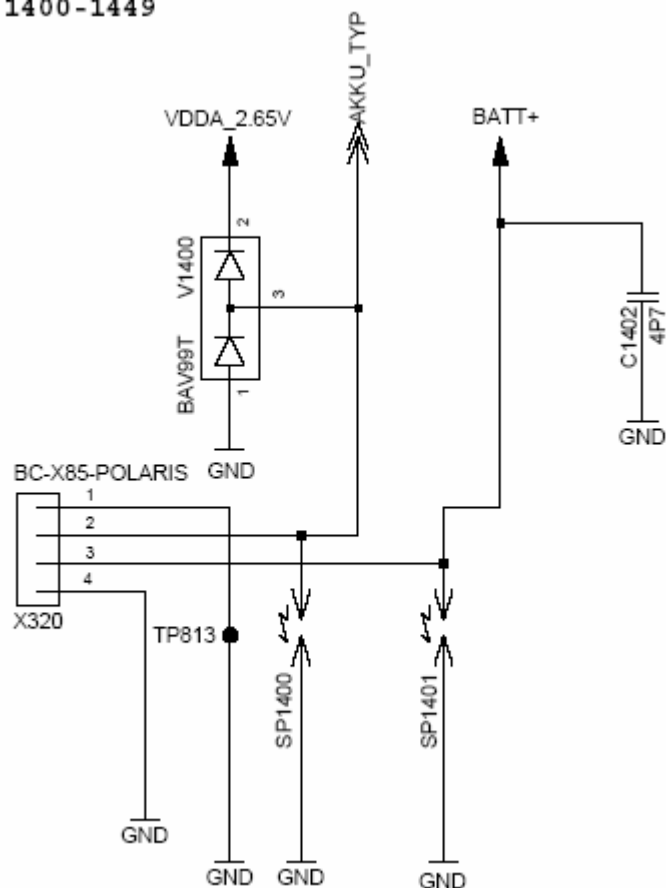 1400-1449
AKKU_TYP
VDDA_2.65V
BATT+
2
V1400
3
BAV99T
1
C1402
4P7
GND
GND
BC-X85-POLARIS
1
2
3
4
X320
TP813
SP1400
SP1401
GND
GND
GND
GND